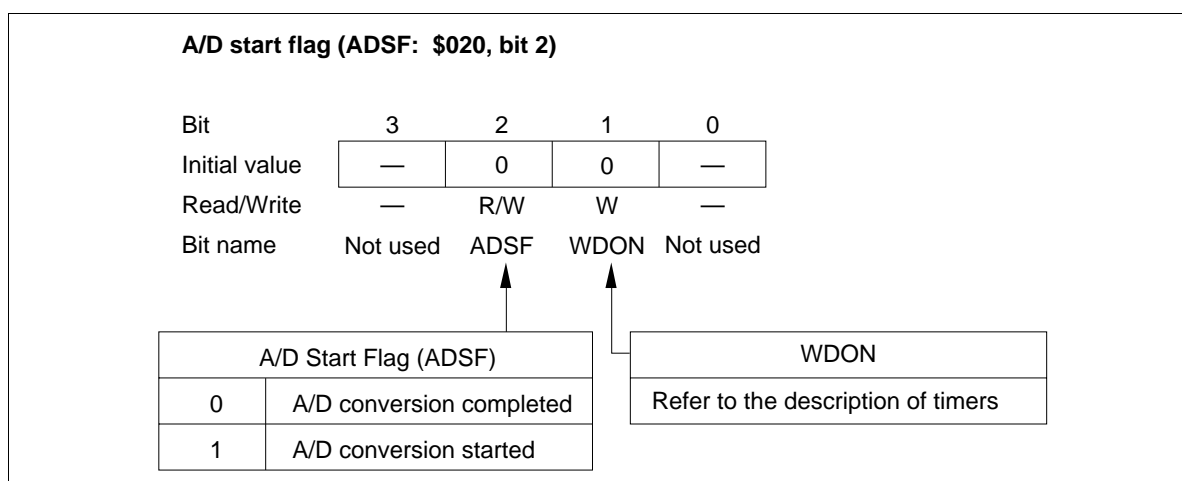 A/D start flag (ADSF: $020, bit 2)
Bit 3 2 1 0
Initial value — 0 0 —
Read/Write — R/W W —
Bit name Not used ADSF WDON Not used
A/D Start Flag (ADSF)
0 A/D conversion completed
1 A/D conversion started
WDON
Refer to the description of timers